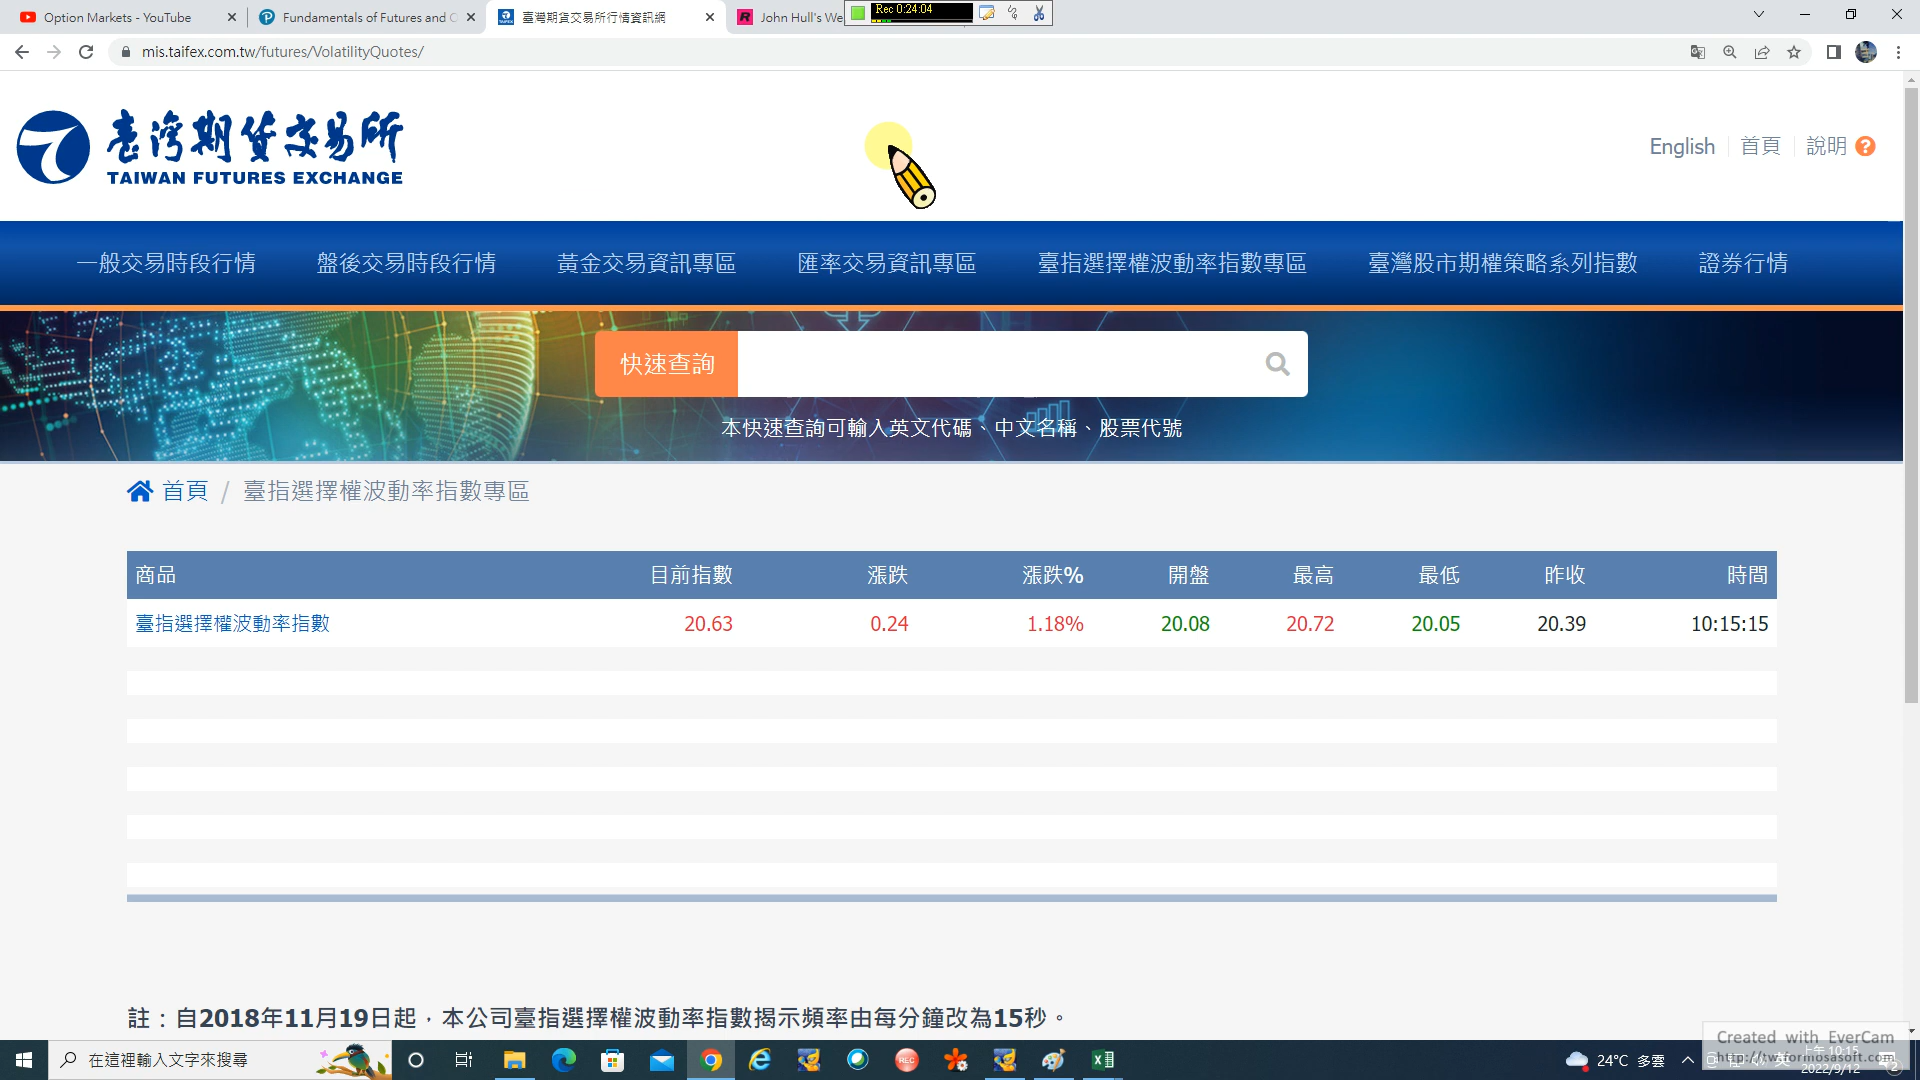 Option Markets - YouTube
Fundamentals of Futures and O
臺灣期貨交易所行情資訊網
John Hull's We
Rec 0:24:04
mis.taifex.com.tw/futures/VolatilityQuotes/
臺灣期貨交易所
TAIWAN FUTURES EXCHANGE
English 首頁 說明
一般交易時段行情 盤後交易時段行情 黃金交易資訊專區 匯率交易資訊專區 臺指選擇權波動率指數專區 臺灣股市期權策略系列指數 證券行情
快速查詢
本快速查詢可輸入英文代碼、中文名稱、股票代號
首頁 / 臺指選擇權波動率指數專區
商品 目前指數 漲跌 漲跌% 開盤 最高 最低 昨收 時間
臺指選擇權波動率指數 20.63 0.24 1.18% 20.08 20.72 20.05 20.39 10:15:15
註：自2018年11月19日起，本公司臺指選擇權波動率指數揭示頻率由每分鐘改為15秒。
Created with EverCam
在這裡輸入文字來搜尋
24°C 多雲
2022/9/12